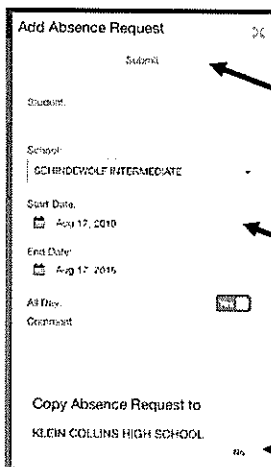 Add Absence Request
Submit
Student:
School:
SCHINDEWOLF INTERMEDIATE
Start Date:
Aug 17,
End Date:
Aug 17,
All Day:
Comment
Copy Absence Request to
KLEIN COLLINS HIGH SCHOOL
No